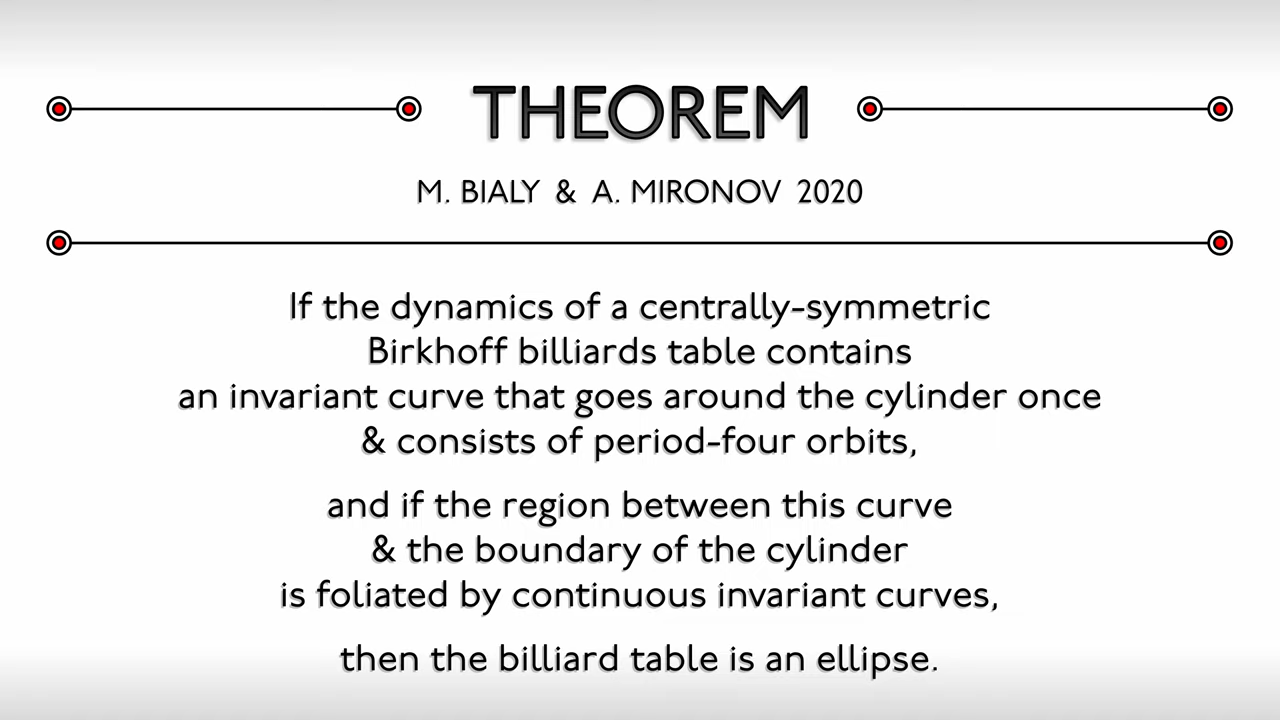 THEOREM
M. BIALY & A. MIRONOV 2020
If the dynamics of a centrally-symmetric
Birkhoff billiards table contains
an invariant curve that goes around the cylinder once
& consists of period-four orbits,
and if the region between this curve
& the boundary of the cylinder
is foliated by continuous invariant curves,
then the billiard table is an ellipse.